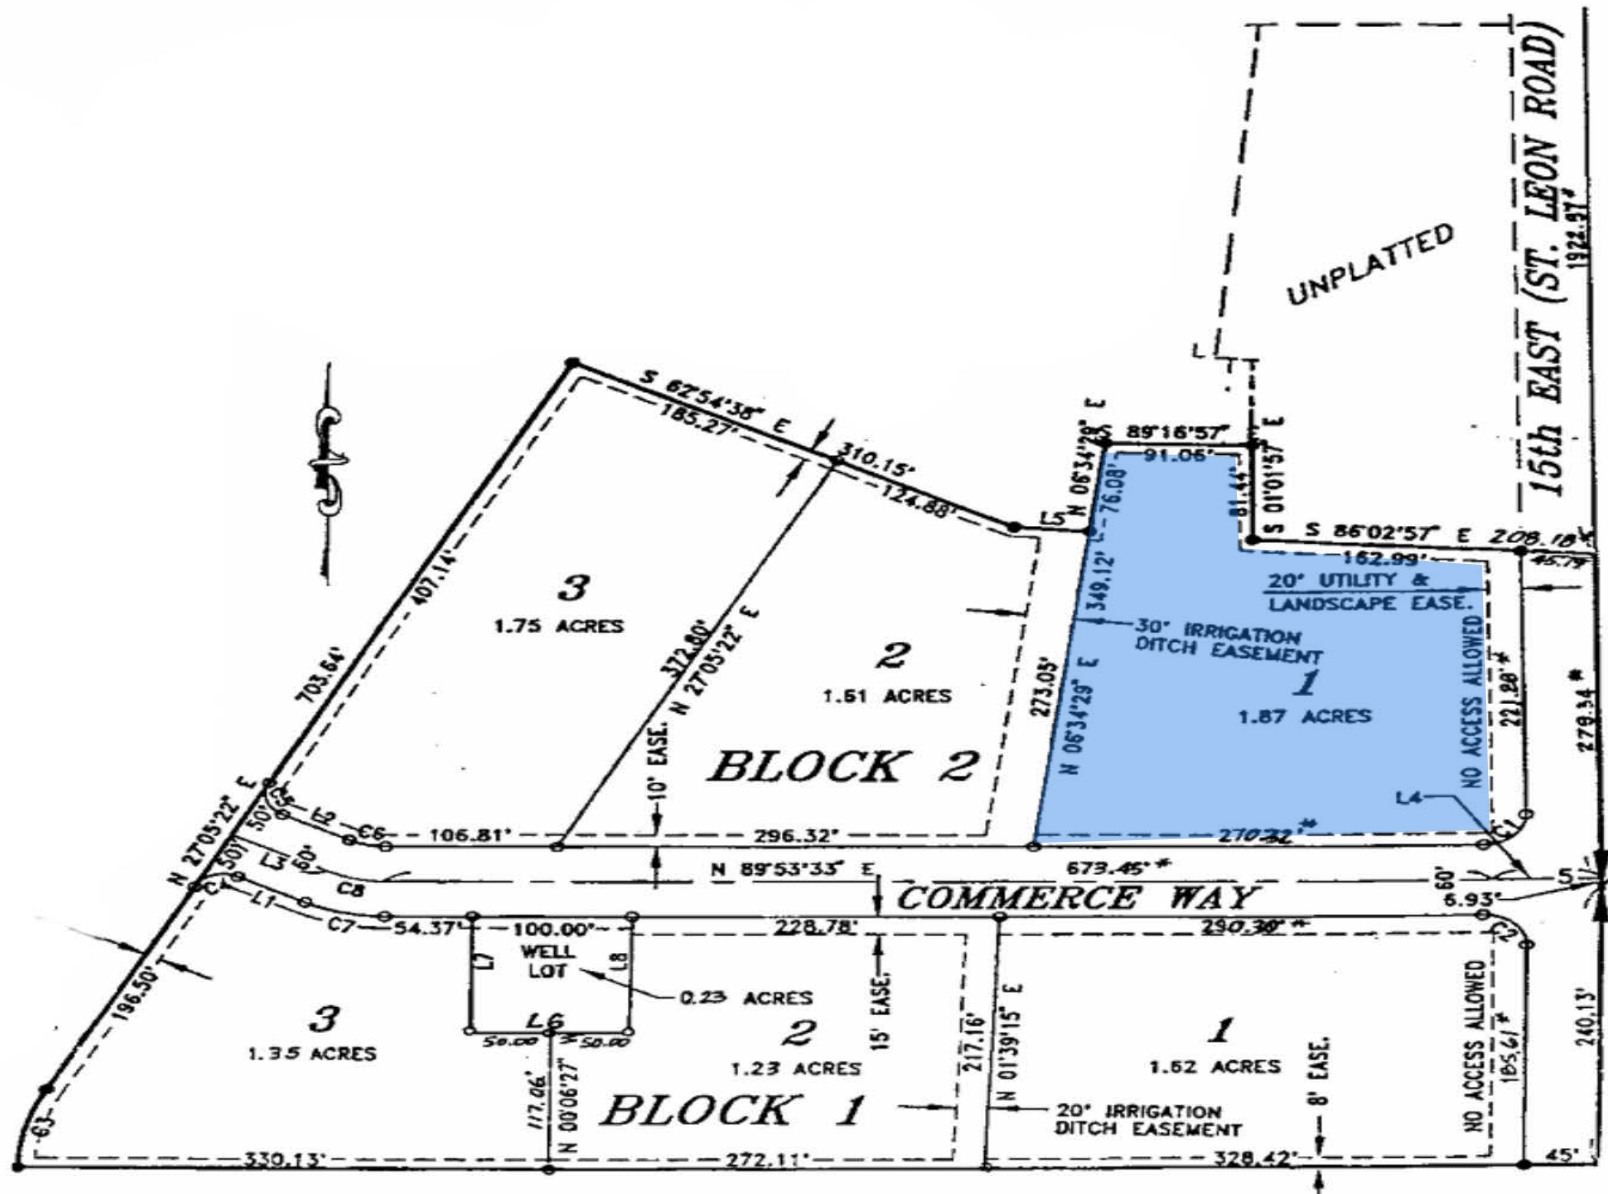 15th EAST (ST. LEON ROAD)
1922.97'*
UNPLATTED
S 62°54'38" E
185.27'
310.15'
124.88'
L5
N 06°34'29" E
76.08'
S 89°16'57" E
91.06'
81.44'
S 01°01'57" E
S 86°02'57" E 208.18'*
162.99'
45.19
20' UTILITY &
LANDSCAPE EASE.
349.12'
30' IRRIGATION
DITCH EASEMENT
407.14'
703.64'
3
1.75 ACRES
372.80'
N 27°05'22" E
2
1.61 ACRES
273.05'
N 06°34'29" E
1
1.87 ACRES
NO ACCESS ALLOWED
221.28'*
279.34'*
BLOCK 2
10' EASE.
L4
C1
N 27°05'22" E
50'
C5
L2
C6
106.81'
296.32'
270.32'*
50'
L3
60'
C8
N 89°53'33" E
673.45'*
60'
5
6.93'
COMMERCE WAY
L1
C7
54.37'
100.00'
228.78'
290.30'*
C2
WELL
LOT
L7
L8
0.23 ACRES
L6
50.00
50.00
196.50'
3
1.35 ACRES
117.06'
N 00°06'27" W
2
1.23 ACRES
15' EASE.
217.16'
N 01°39'15" E
1
1.62 ACRES
8' EASE.
NO ACCESS ALLOWED
185.61'*
240.13'
BLOCK 1
20' IRRIGATION
DITCH EASEMENT
C3
330.13'
272.11'
328.42'
45'